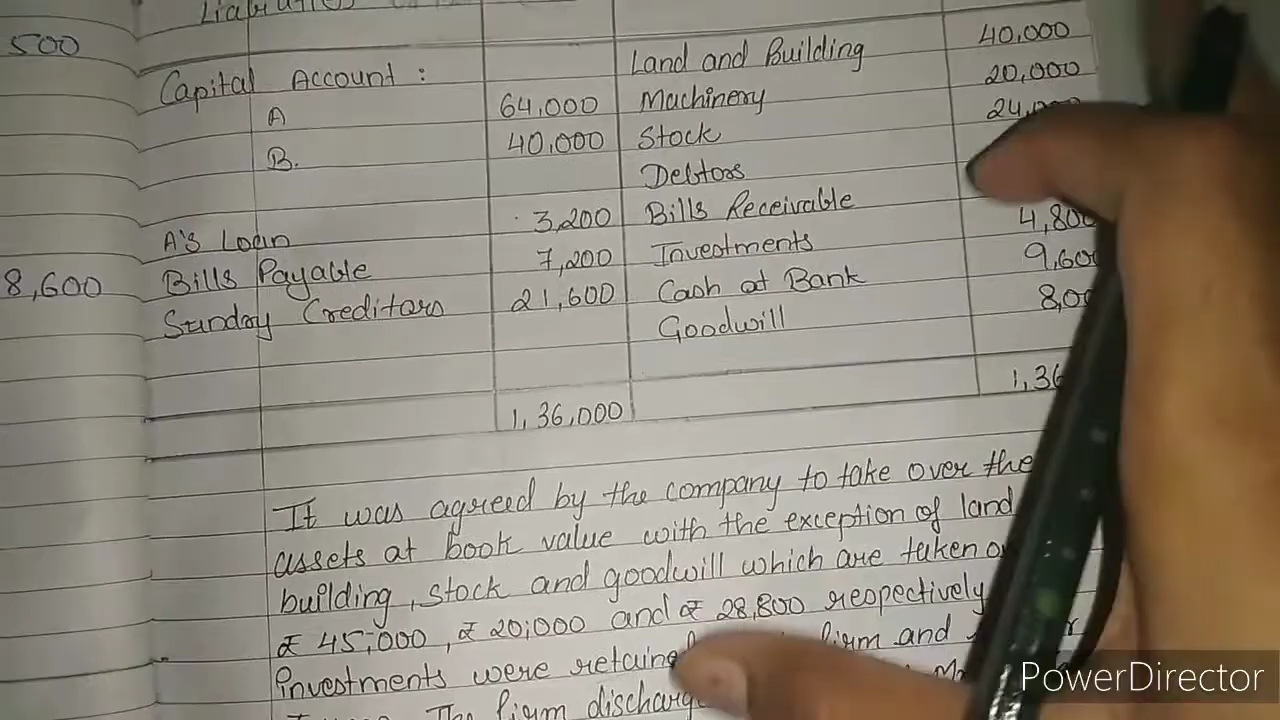 Liabilities
500
Capital Account :
A 64,000
B. 40,000
A's Loan 3,200
8,600 Bills Payable 7,200
Sundry Creditors 21,600
1,36,000
Land and Building 40,000
Machinery 20,000
Stock
Debtors
Bills Receivable
Investments
Cash at Bank
Goodwill
It was agreed by the company to take over the
assets at book value with the exception of land
building, stock and goodwill which are taken
₹ 45,000, ₹ 20,000 and ₹ 28,800 respectively
Investments were firm and
The firm
PowerDirector